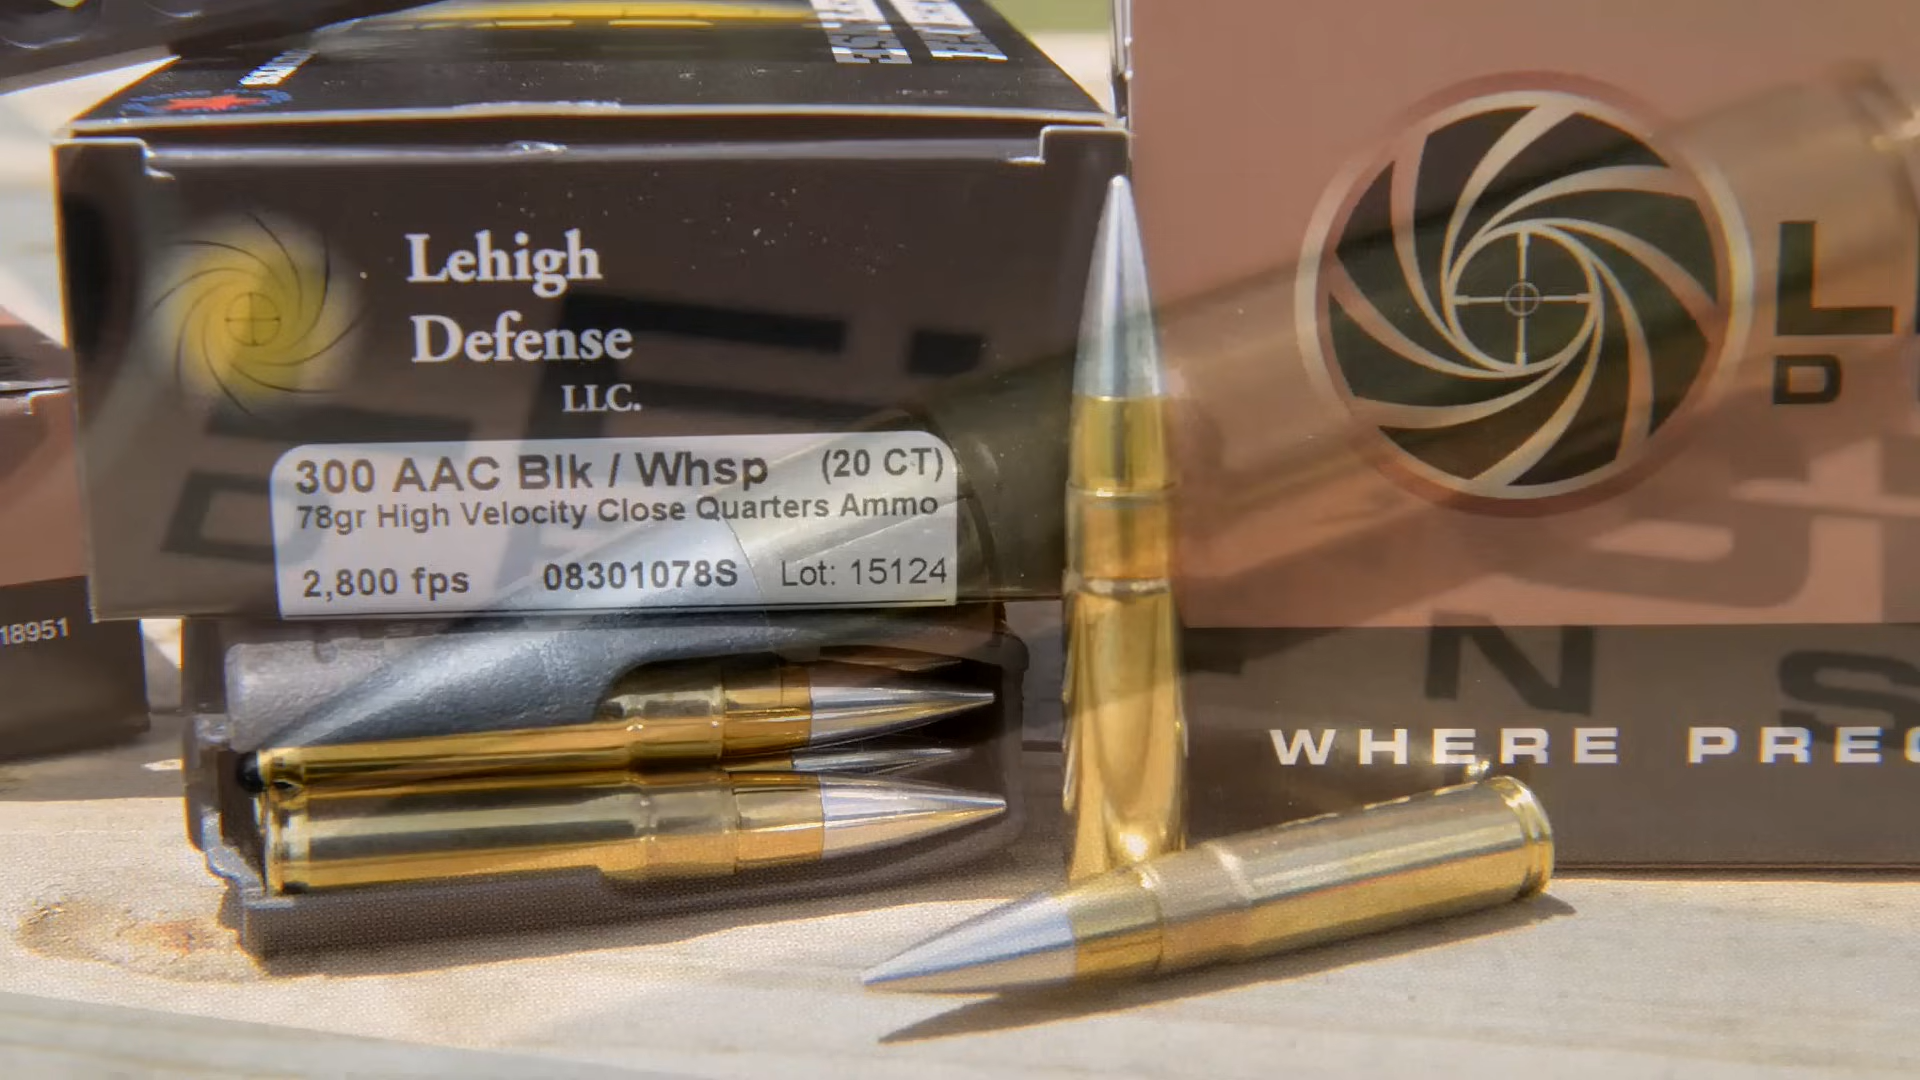 Lehigh
Defense
LLC.
300 AAC Blk / Whsp (20 CT)
78gr High Velocity Close Quarters Ammo
2,800 fps 08301078S Lot: 15124
18951
L
D
N S
WHERE PREC